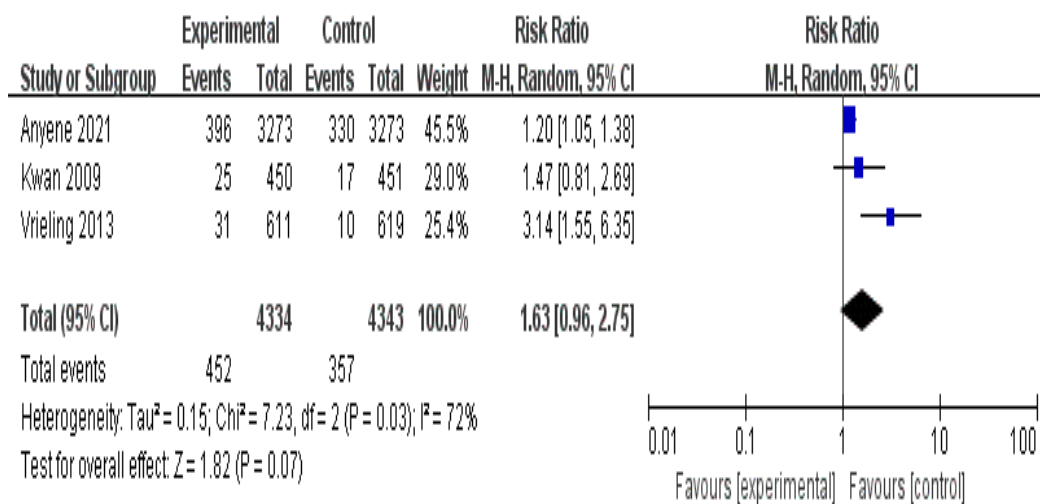 Experimental Control Risk Ratio Risk Ratio
Study or Subgroup Events Total Events Total Weight M-H, Random, 95% CI M-H, Random, 95% CI
Anyene 2021 396 3273 330 3273 45.5% 1.20 [1.05, 1.38]
Kwan 2009 25 450 17 451 29.0% 1.47 [0.81, 2.69]
Vrieling 2013 31 611 10 619 25.4% 3.14 [1.55, 6.35]
Total (95% CI) 4334 4343 100.0% 1.63 [0.96, 2.75]
Total events 452 357
Heterogeneity: Tau² = 0.15; Chi² = 7.23, df = 2 (P = 0.03); I² = 72%
Test for overall effect: Z = 1.82 (P = 0.07)
0.01 0.1 1 10 100
Favours [experimental] Favours [control]